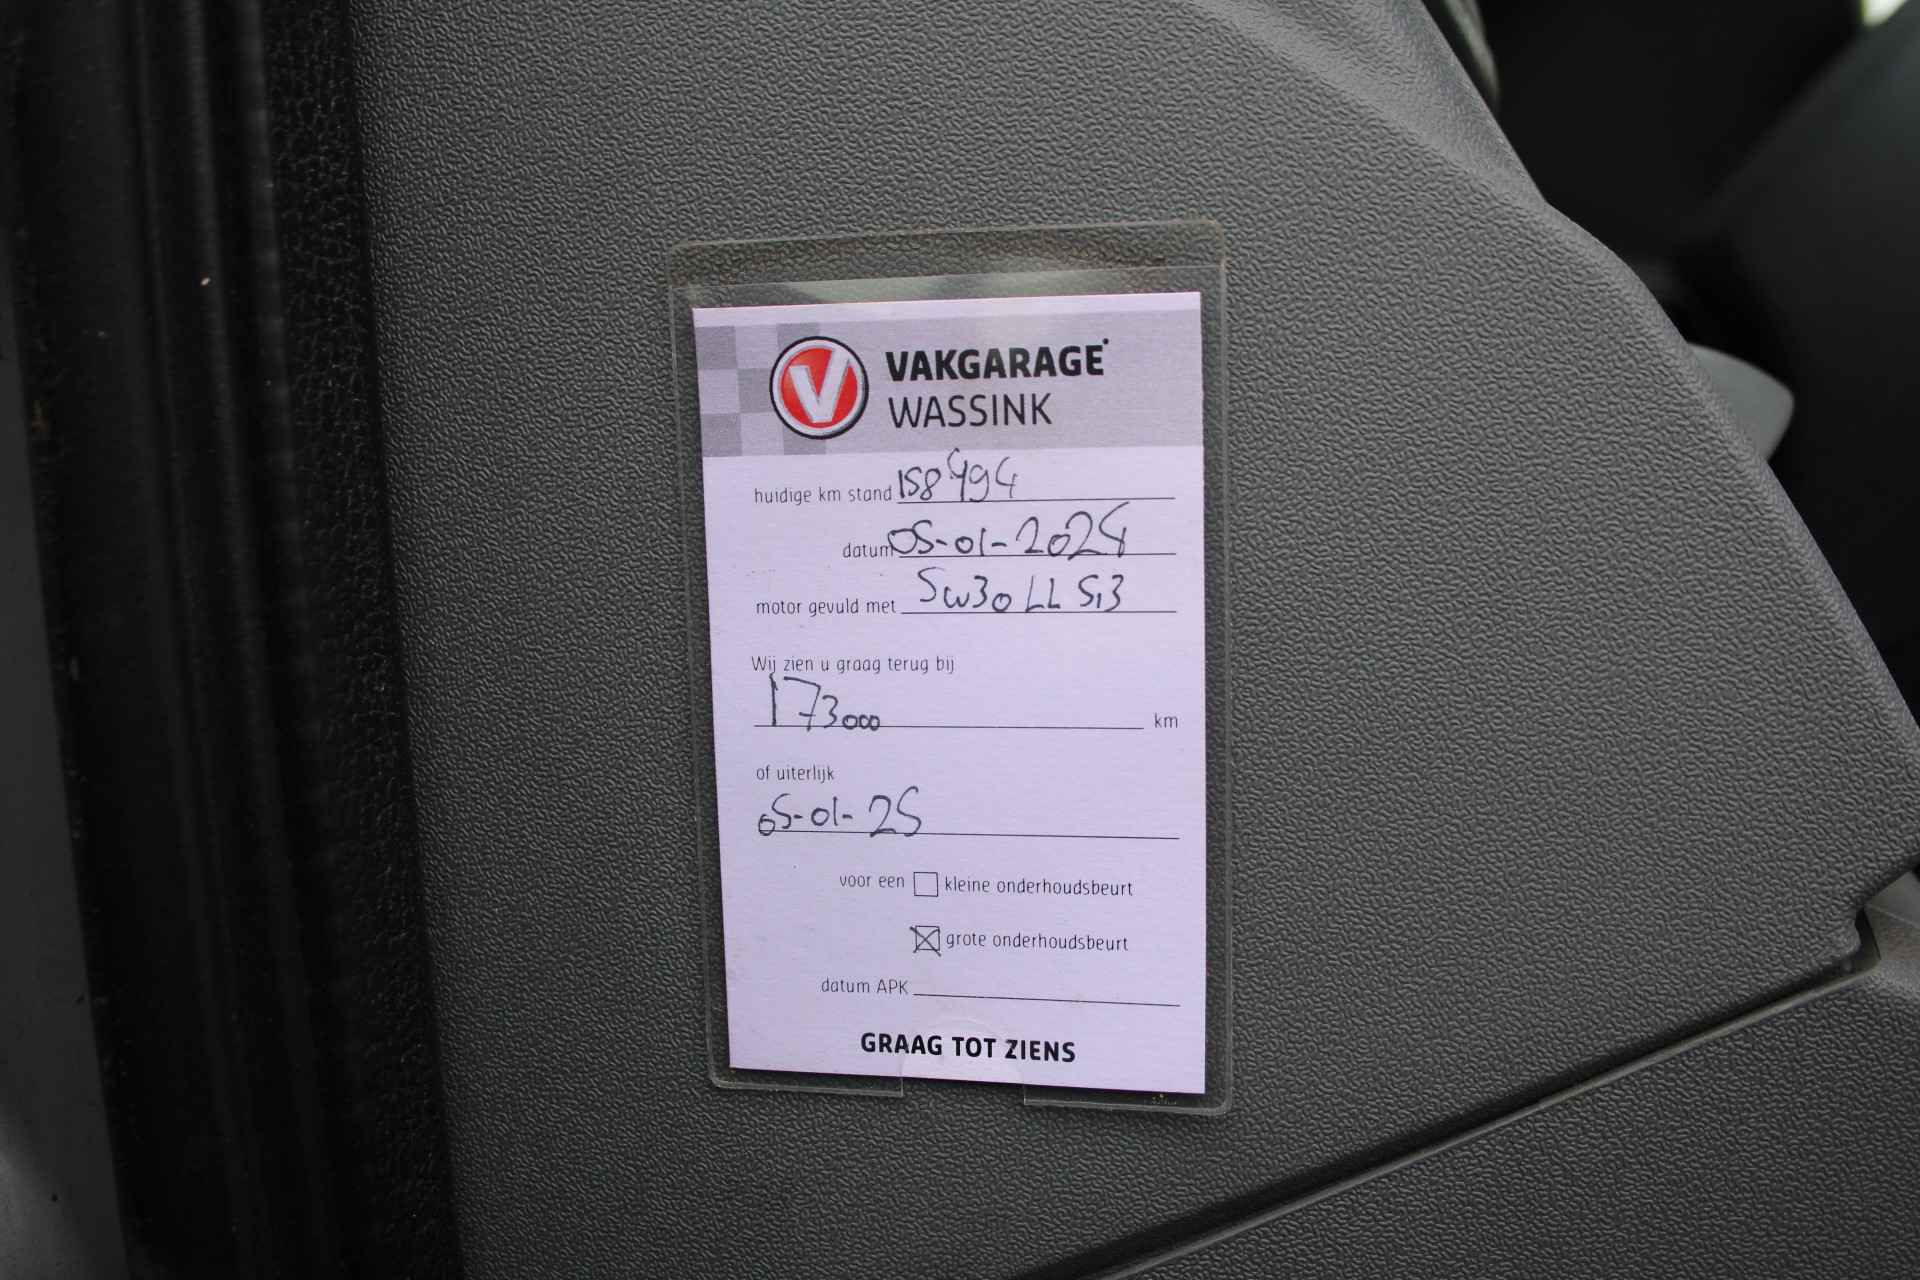 VAKGARAGE
WASSINK
huidige km stand 158494
datum 05-01-2024
motor gevuld met 5w30 LL 5,3
Wij zien u graag terug bij
173000 km
of uiterlijk
05-01-25
voor een kleine onderhoudsbeurt
grote onderhoudsbeurt
datum APK
GRAAG TOT ZIENS